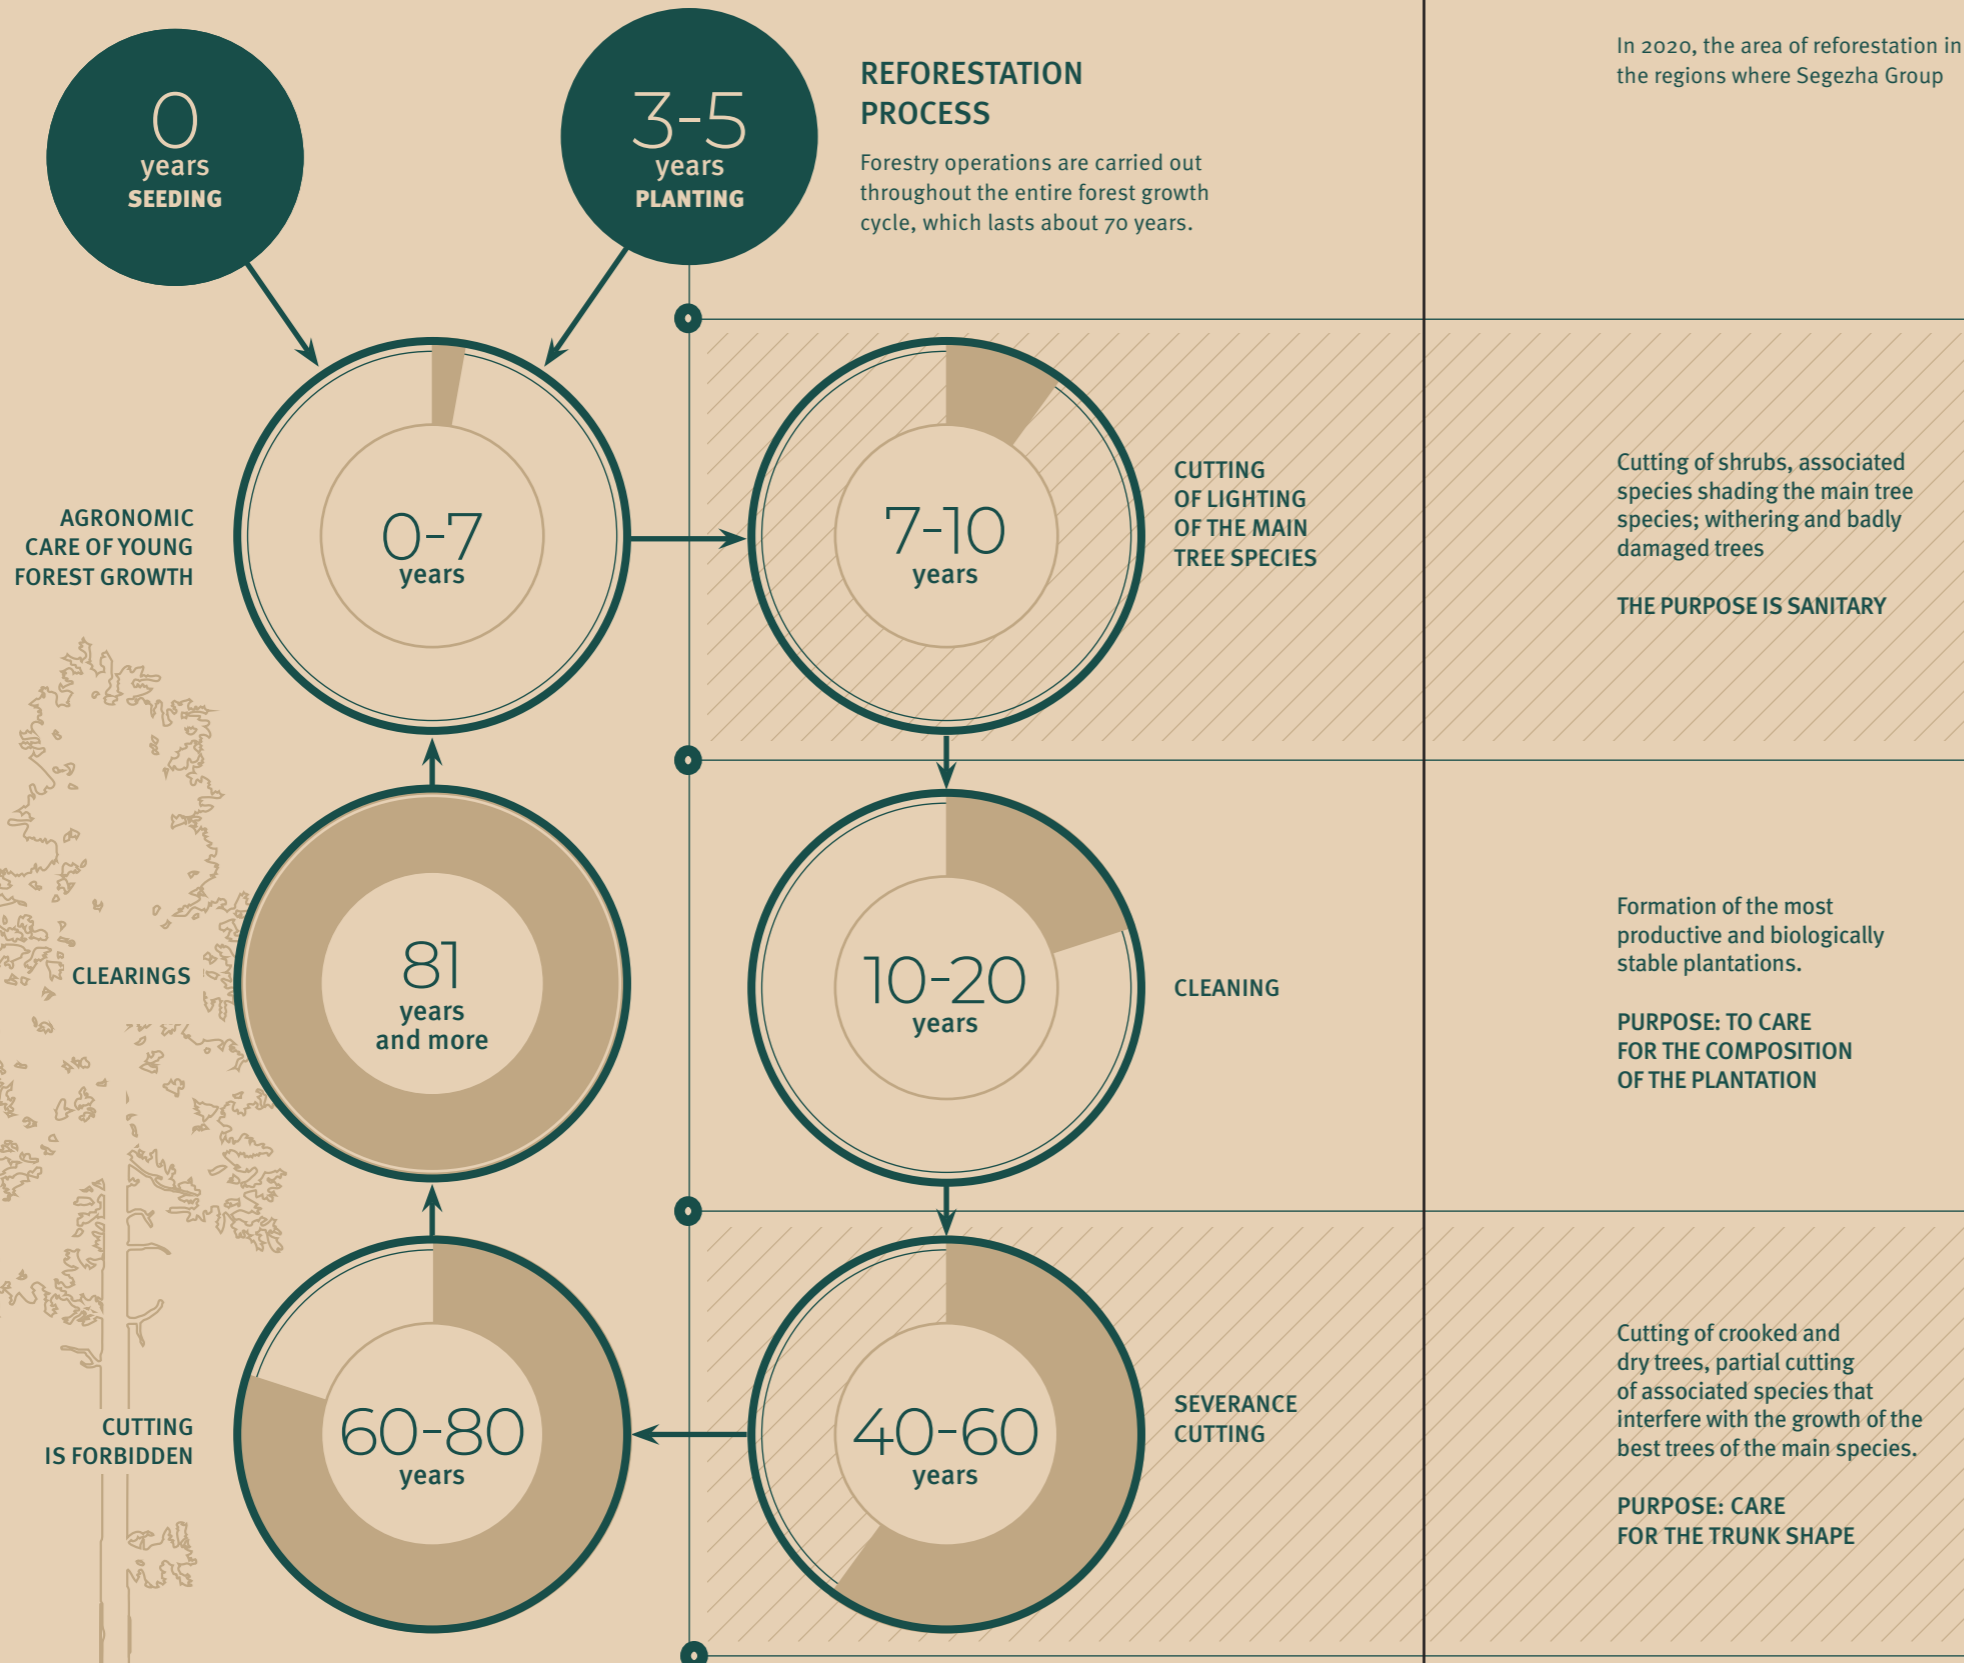 0
years
SEEDING
3-5
years
PLANTING
REFORESTATION
PROCESS
Forestry operations are carried out
throughout the entire forest growth
cycle, which lasts about 70 years.
In 2020, the area of reforestation in
the regions where Segezha Group
AGRONOMIC
CARE OF YOUNG
FOREST GROWTH
0-7
years
7-10
years
CUTTING
OF LIGHTING
OF THE MAIN
TREE SPECIES
Cutting of shrubs, associated
species shading the main tree
species; withering and badly
damaged trees
THE PURPOSE IS SANITARY
CLEARINGS
81
years
and more
10-20
years
CLEANING
Formation of the most
productive and biologically
stable plantations.
PURPOSE: TO CARE
FOR THE COMPOSITION
OF THE PLANTATION
CUTTING
IS FORBIDDEN
60-80
years
40-60
years
SEVERANCE
CUTTING
Cutting of crooked and
dry trees, partial cutting
of associated species that
interfere with the growth of the
best trees of the main species.
PURPOSE: CARE
FOR THE TRUNK SHAPE